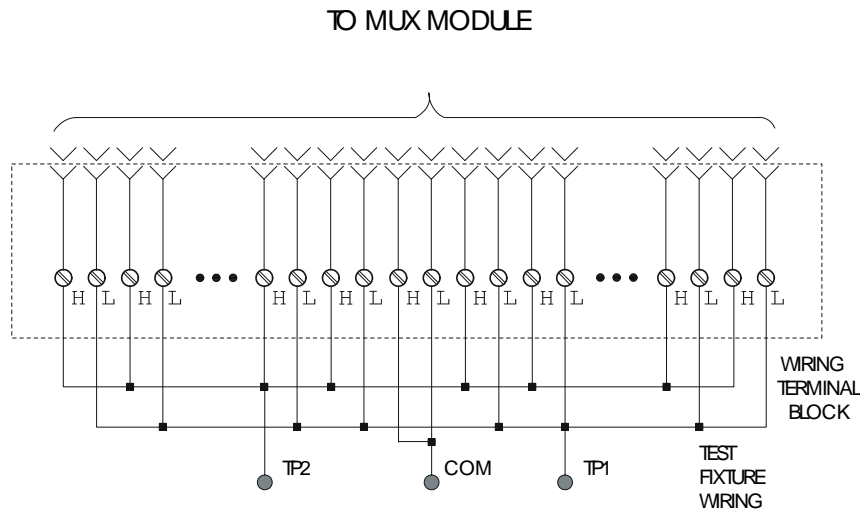 TO MUX MODULE
H L H L H L H L H L H L H L H L
WIRING
TERMINAL
BLOCK
TP2 COM TP1
TEST
FIXTURE
WIRING